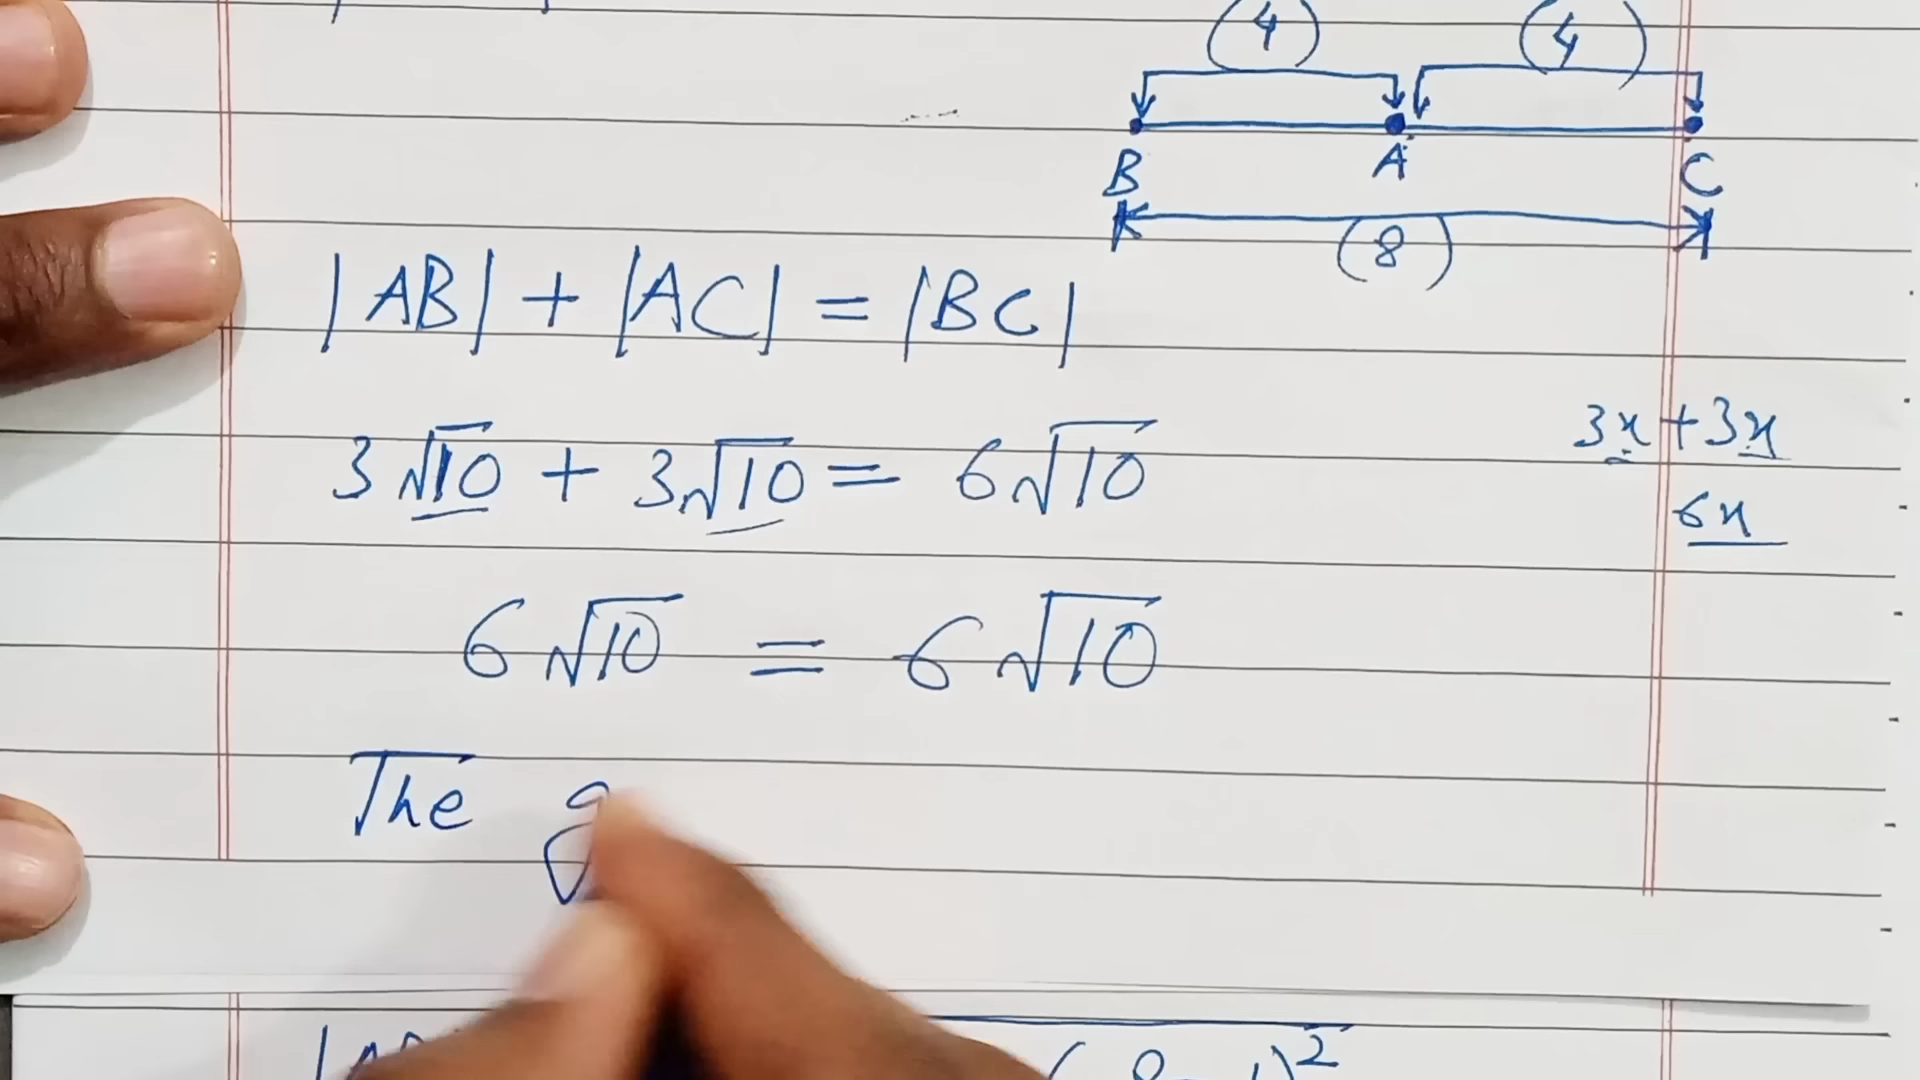 (4) (4)
B A C
(8)
|AB| + |AC| = |BC|
3√10 + 3√10 = 6√10
3x + 3x
6x
6√10 = 6√10
The g
)²